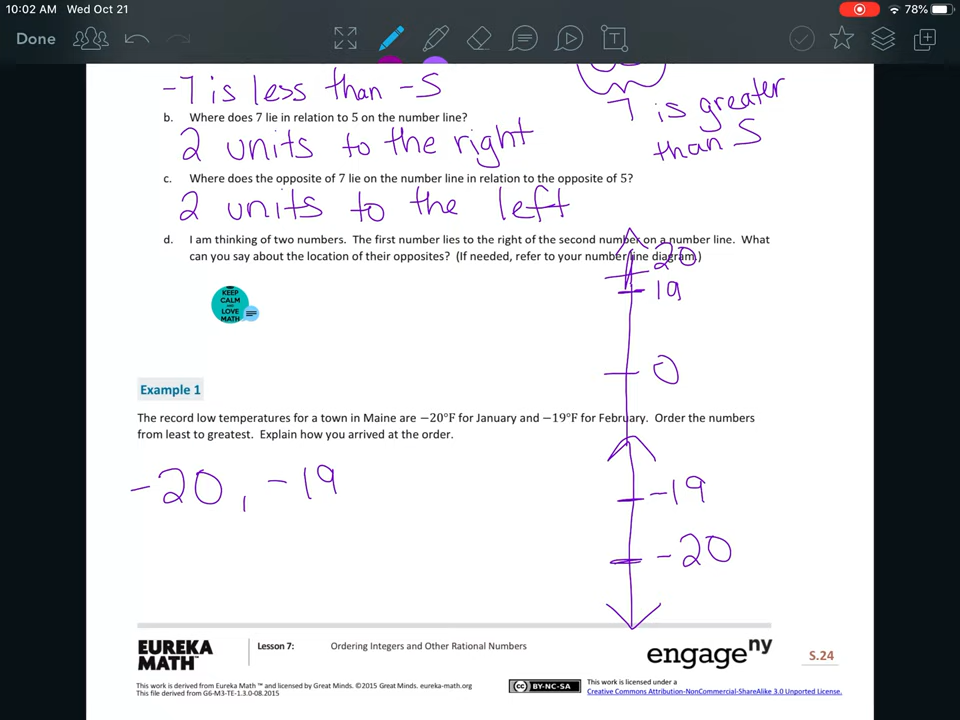 10:02 AM Wed Oct 21
78%
Done
-7 is less than -5
7 is greater
than 5
b. Where does 7 lie in relation to 5 on the number line?
2 units to the right
c. Where does the opposite of 7 lie on the number line in relation to the opposite of 5?
2 units to the left
d. I am thinking of two numbers. The first number lies to the right of the second number on a number line. What
can you say about the location of their opposites? (If needed, refer to your number line diagram.)
20
19
KEEP
CALM
AND
LOVE
MATH
0
Example 1
The record low temperatures for a town in Maine are −20°F for January and −19°F for February. Order the numbers
from least to greatest. Explain how you arrived at the order.
-20, -19
-19
-20
EUREKA
MATH™
Lesson 7:
Ordering Integers and Other Rational Numbers
engageny
S.24
This work is derived from Eureka Math ™ and licensed by Great Minds. ©2015 Great Minds. eureka-math.org
This file derived from G6-M3-TE-1.3.0-08.2015
CC BY-NC-SA
This work is licensed under a
Creative Commons Attribution-NonCommercial-ShareAlike 3.0 Unported License.